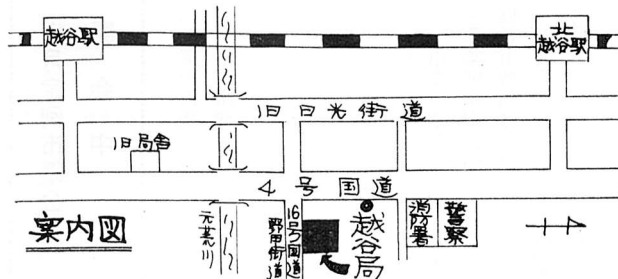 越谷駅
北
越谷駅
旧日光街道
旧局舎
4号国道
案内図
元荒川
16号国道
野田街道
越谷局
消防署
警察